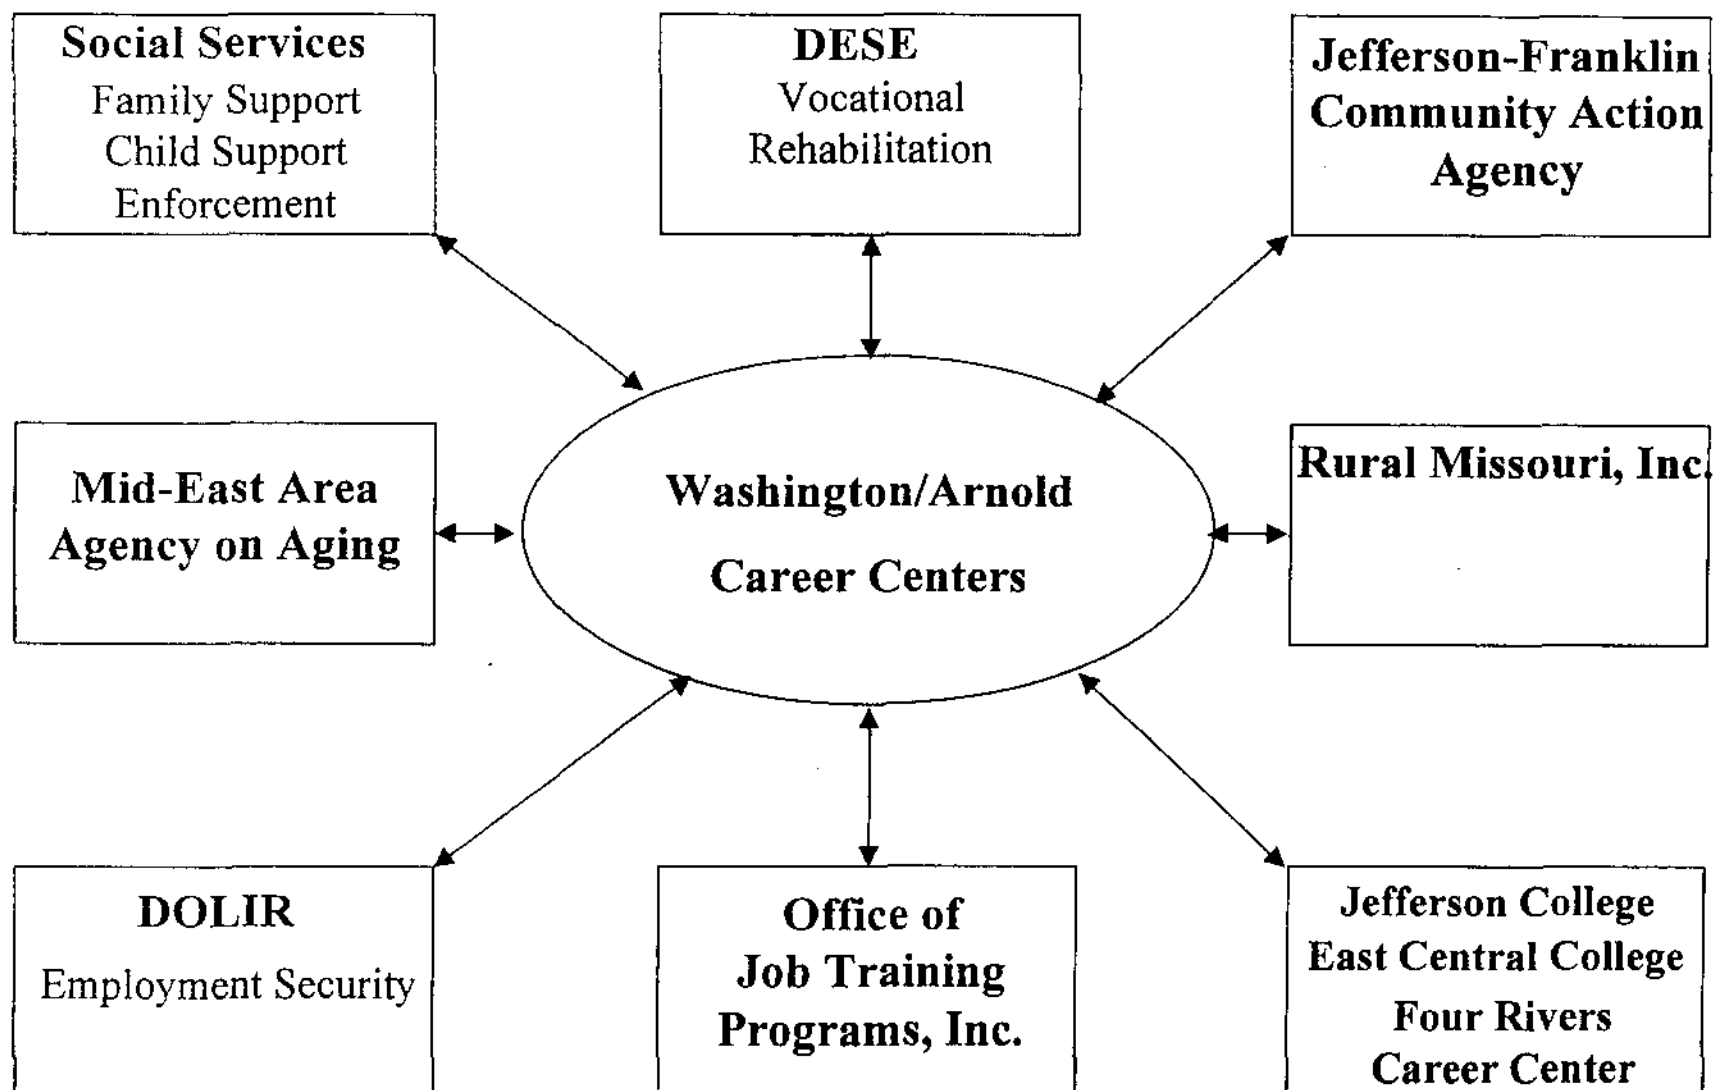 Social Services
Family Support
Child Support
Enforcement
DESE
Vocational
Rehabilitation
Jefferson-Franklin
Community Action
Agency
Mid-East Area
Agency on Aging
Washington/Arnold
Career Centers
Rural Missouri, Inc.
DOLIR
Employment Security
Office of
Job Training
Programs, Inc.
Jefferson College
East Central College
Four Rivers
Career Center